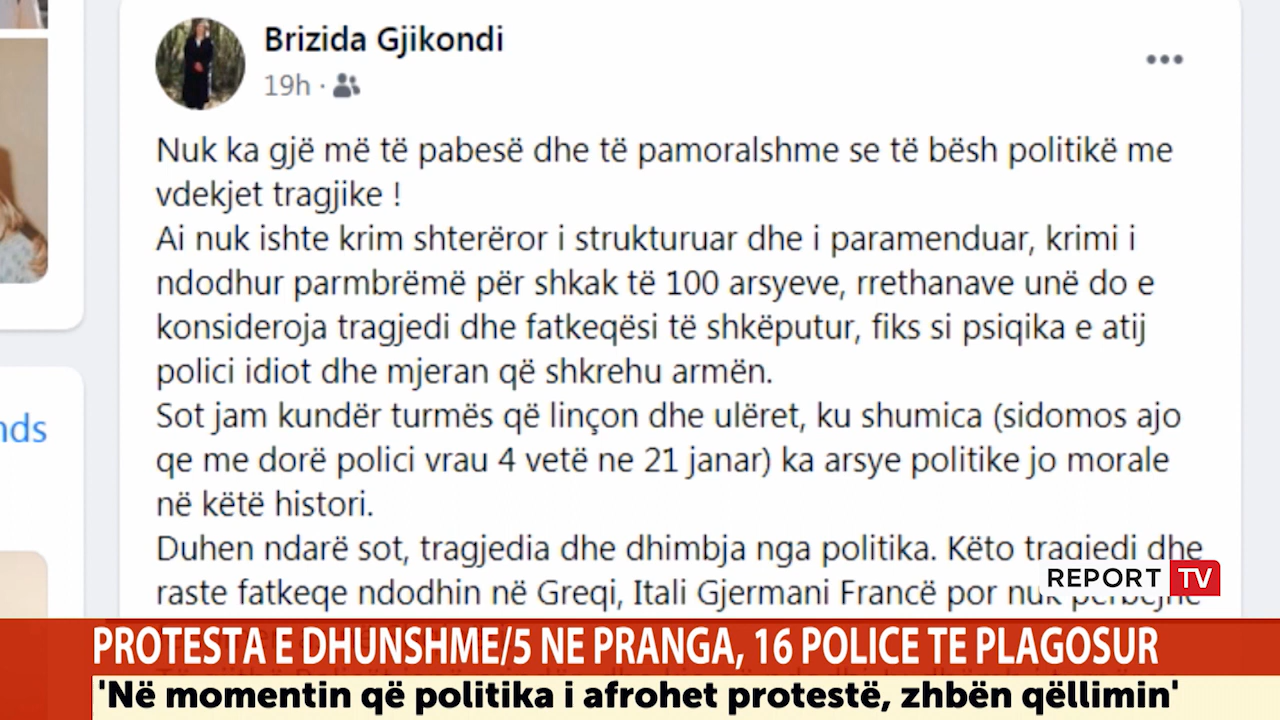 Brizida Gjikondi
19h ·
Nuk ka gjë më të pabesë dhe të pamoralshme se të bësh politikë me
vdekjet tragjike !
Ai nuk ishte krim shterëror i strukturuar dhe i paramenduar, krimi i
ndodhur parmbrëmë për shkak të 100 arsyeve, rrethanave unë do e
konsideroja tragjedi dhe fatkeqësi të shkëputur, fiks si psiqika e atij
polici idiot dhe mjeran që shkrehu armën.
Sot jam kundër turmës që linçon dhe ulëret, ku shumica (sidomos ajo
qe me dorë polici vrau 4 vetë ne 21 janar) ka arsye politike jo morale
në këtë histori.
Duhen ndarë sot, tragjedia dhe dhimbja nga politika. Këto tragjedi dhe
raste fatkeqe ndodhin në Greqi, Itali Gjermani Francë por nuk përbëjnë
nds
REPORT TV
PROTESTA E DHUNSHME/5 NE PRANGA, 16 POLICE TE PLAGOSUR
'Në momentin që politika i afrohet protestë, zhbën qëllimin'